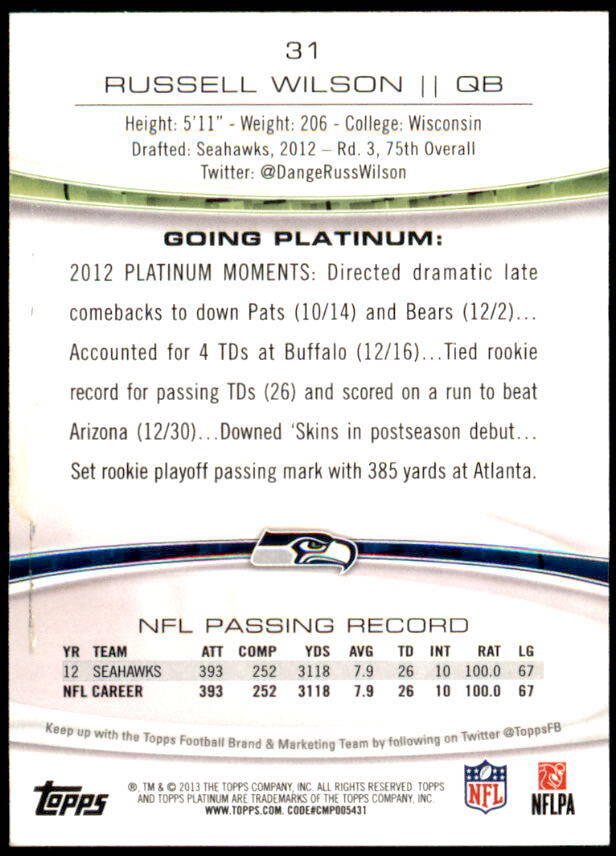 31
RUSSELL WILSON || QB
Height: 5'11" - Weight: 206 - College: Wisconsin
Drafted: Seahawks, 2012 – Rd. 3, 75th Overall
Twitter: @DangeRussWilson
GOING PLATINUM:
2012 PLATINUM MOMENTS: Directed dramatic late
comebacks to down Pats (10/14) and Bears (12/2)...
Accounted for 4 TDs at Buffalo (12/16)...Tied rookie
record for passing TDs (26) and scored on a run to beat
Arizona (12/30)...Downed 'Skins in postseason debut...
Set rookie playoff passing mark with 385 yards at Atlanta.
NFL PASSING RECORD
YR TEAM ATT COMP YDS AVG TD INT RAT LG
12 SEAHAWKS 393 252 3118 7.9 26 10 100.0 67
NFL CAREER 393 252 3118 7.9 26 10 100.0 67
Keep up with the Topps Football Brand & Marketing Team by following on Twitter @ToppsFB
®, TM & © 2013 THE TOPPS COMPANY, INC. ALL RIGHTS RESERVED. TOPPS
AND TOPPS PLATINUM ARE TRADEMARKS OF THE TOPPS COMPANY, INC.
WWW.TOPPS.COM. CODE#CMP005431
topps
NFL
NFLPA